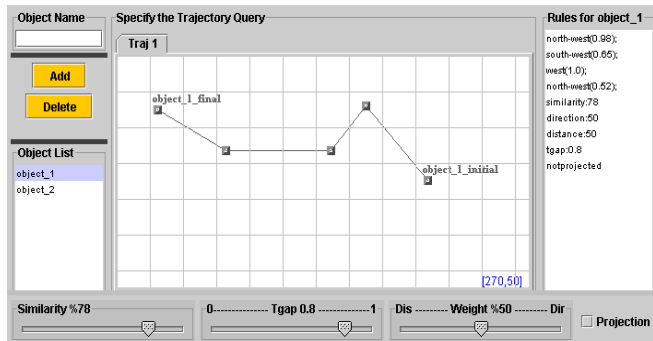 Object Name
Add
Delete
Object List
object_1
object_2
Specify the Trajectory Query
Traj 1
object_1_final
object_1_initial
[270,50]
Rules for object_1
north-west(0.98);
south-west(0.65);
west(1.0);
north-west(0.52);
similarity:78
direction:50
distance:50
tgap:0.8
notprojected
Similarity %78
0--------------- Tgap 0.8 --------------1
Dis --------- Weight %50 --------- Dir
Projection